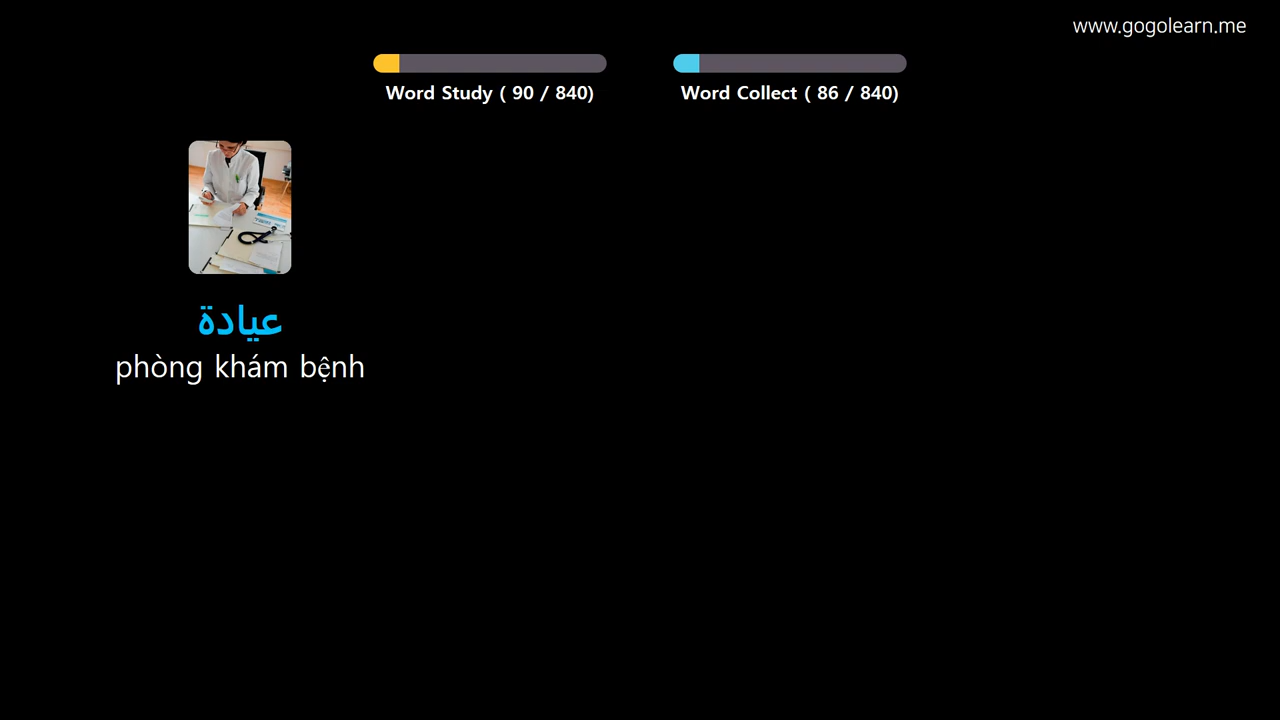 www.gogolearn.me
Word Study ( 90 / 840)
Word Collect ( 86 / 840)
عيادة
phòng khám bệnh